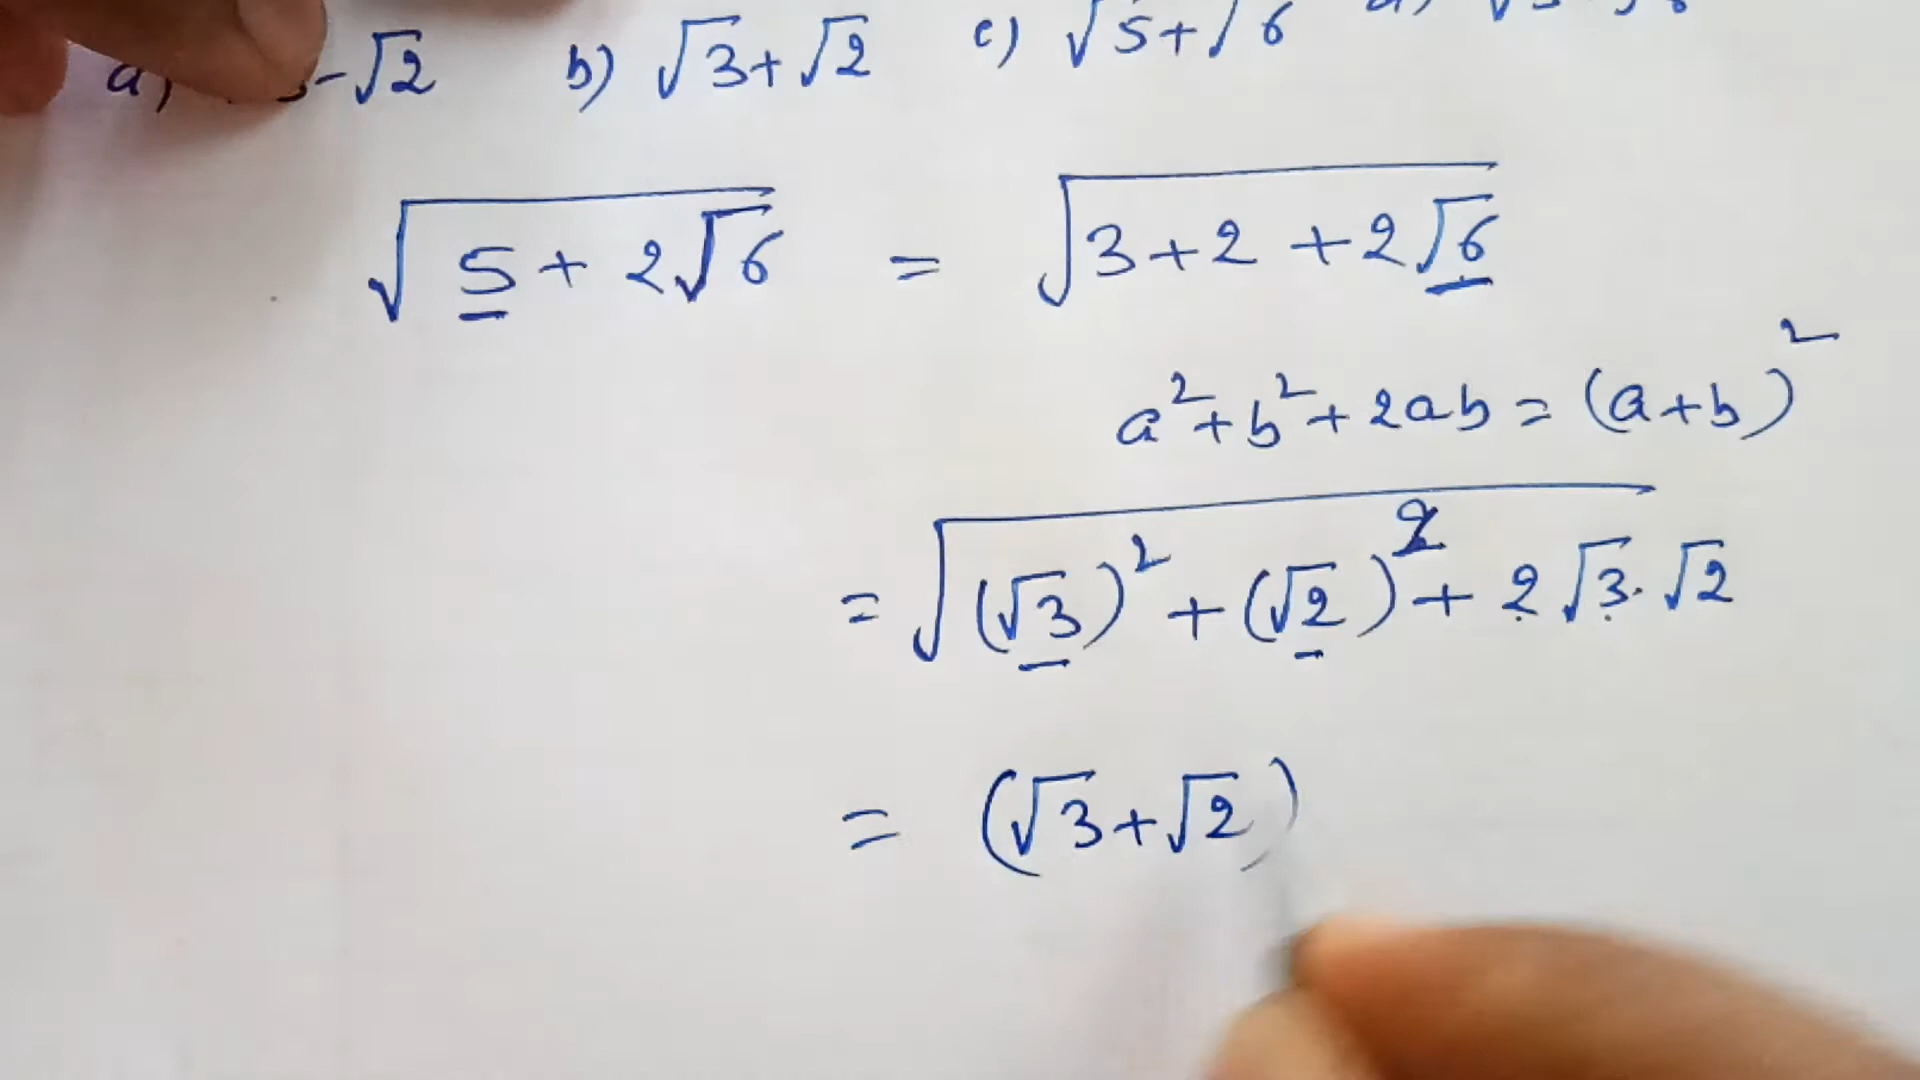 a) -√2 b) √3+√2 c) √5+√6
√(5+2√6) = √(3+2+2√6)
a²+b²+2ab = (a+b)²
= √((√3)²+(√2)²+2√3.√2)
= (√3+√2)